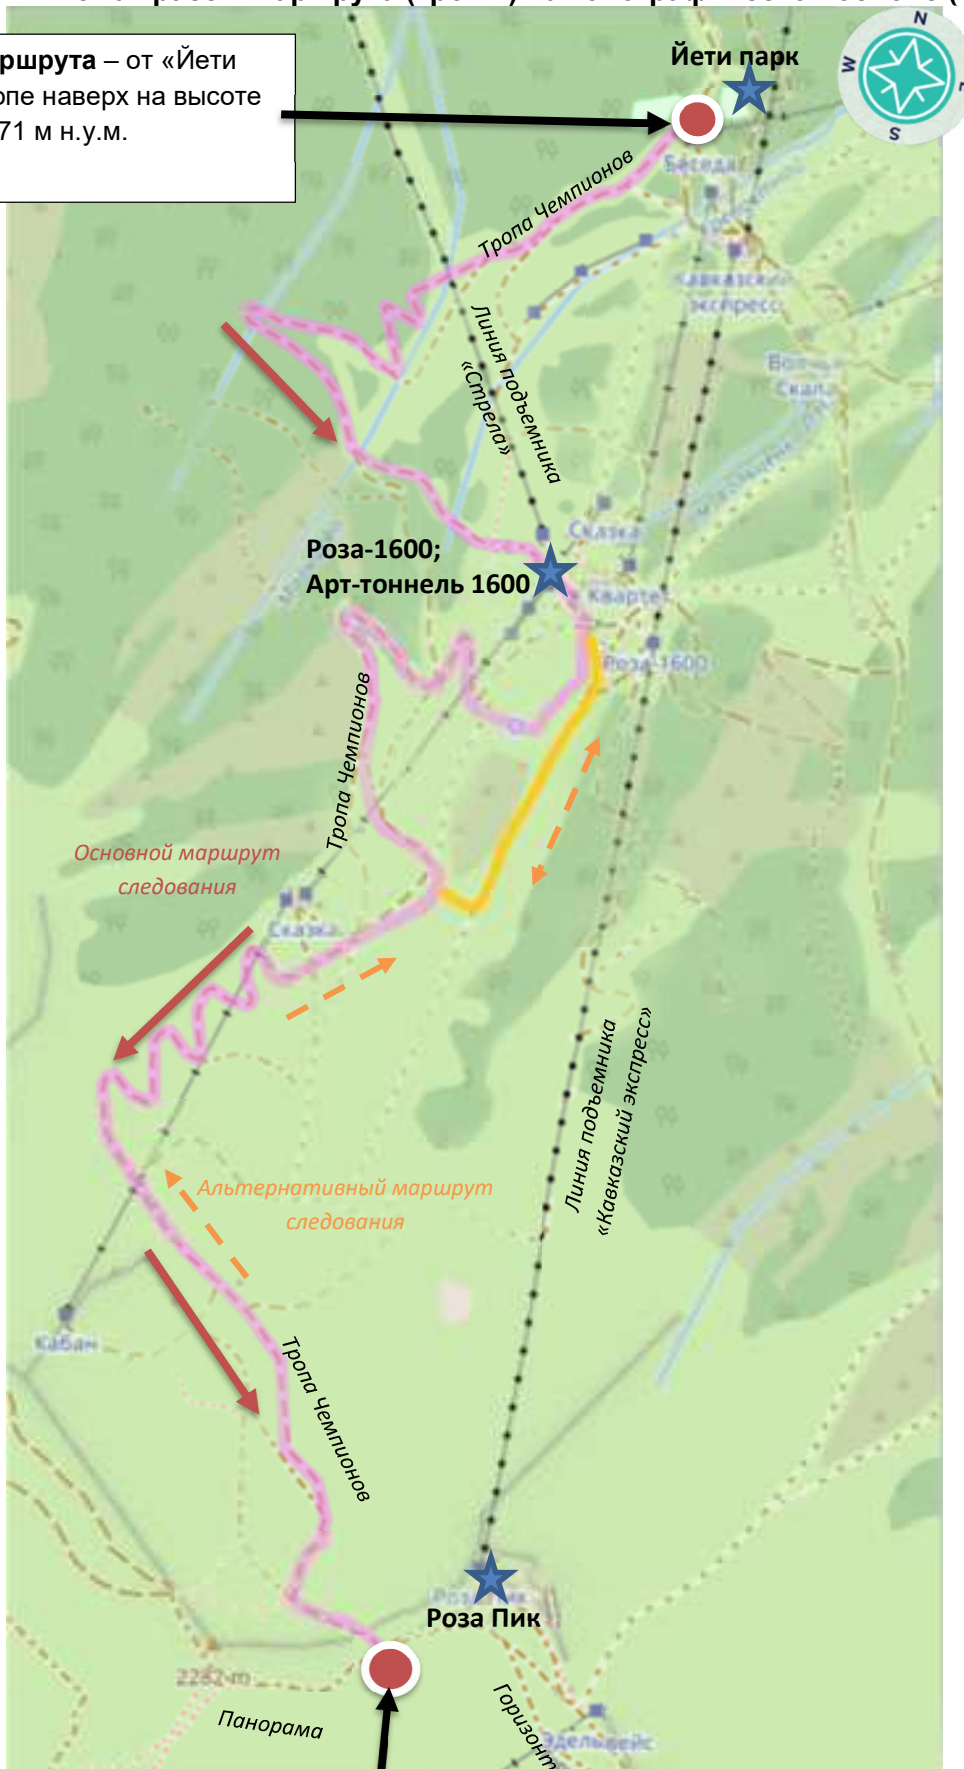 N
W
S
Йети парк
ршрута – от «Йети
опе наверх на высоте
71 м н.у.м.
Беседа
Тропа Чемпионов
Кавказский
экспресс
Линия подъемника
«Стрела»
Сказка
Роза-1600;
Арт-тоннель 1600
Квартет
Роза-1600
Тропа Чемпионов
Основной маршрут
следования
Сказка
Линия подъемника
«Кавказский экспресс»
Альтернативный маршрут
следования
Кабан
Тропа Чемпионов
Роза Пик
2282 m
Панорама
Горизонт
Эдельвейс